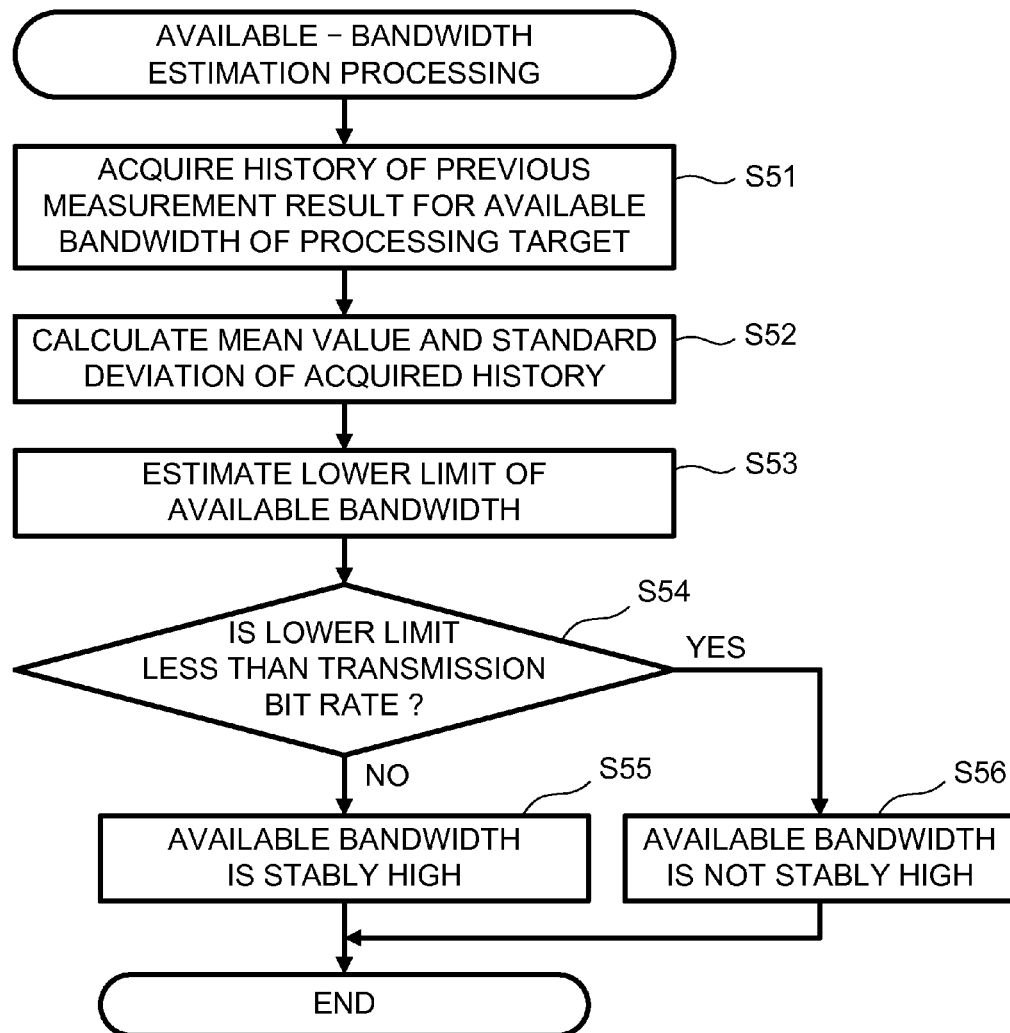 AVAILABLE – BANDWIDTH
ESTIMATION PROCESSING
ACQUIRE HISTORY OF PREVIOUS
MEASUREMENT RESULT FOR AVAILABLE
BANDWIDTH OF PROCESSING TARGET
S51
CALCULATE MEAN VALUE AND STANDARD
DEVIATION OF ACQUIRED HISTORY
S52
ESTIMATE LOWER LIMIT OF
AVAILABLE BANDWIDTH
S53
S54
IS LOWER LIMIT
LESS THAN TRANSMISSION
BIT RATE ?
YES
NO
S55
AVAILABLE BANDWIDTH
IS STABLY HIGH
S56
AVAILABLE BANDWIDTH
IS NOT STABLY HIGH
END